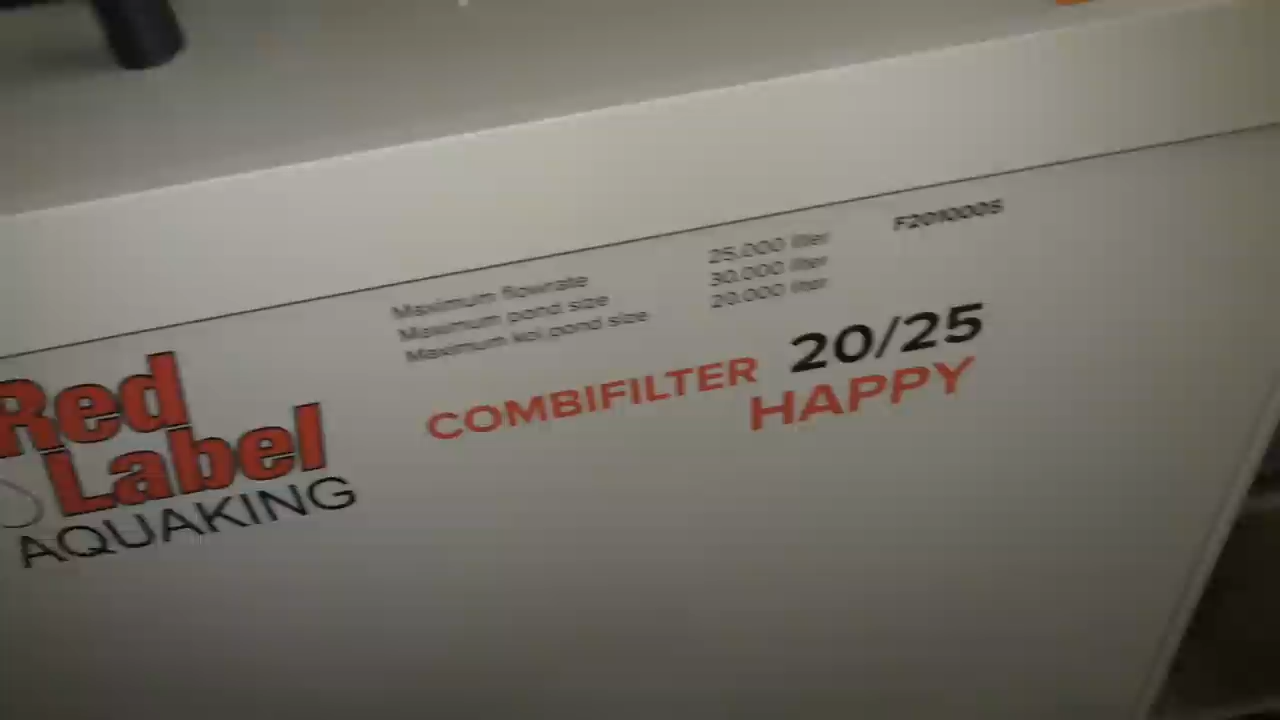 Maximum flowrate 25.000 liter
Maximum pond size 30.000 liter
Maximum koi pond size 20.000 liter
F2010005
COMBIFILTER 20/25
HAPPY
Red
Label
AQUAKING